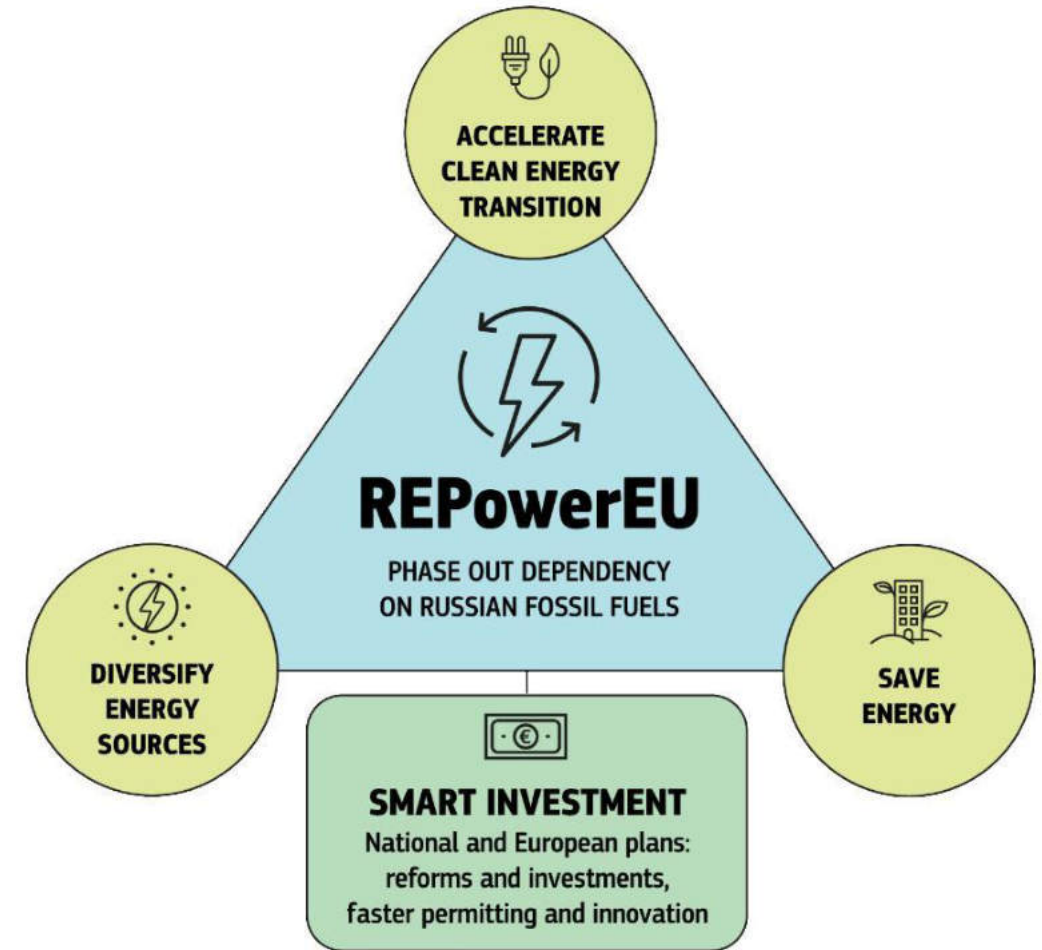 ACCELERATE
CLEAN ENERGY
TRANSITION
REPowerEU
PHASE OUT DEPENDENCY
ON RUSSIAN FOSSIL FUELS
DIVERSIFY
ENERGY
SOURCES
SAVE
ENERGY
€
SMART INVESTMENT
National and European plans:
reforms and investments,
faster permitting and innovation